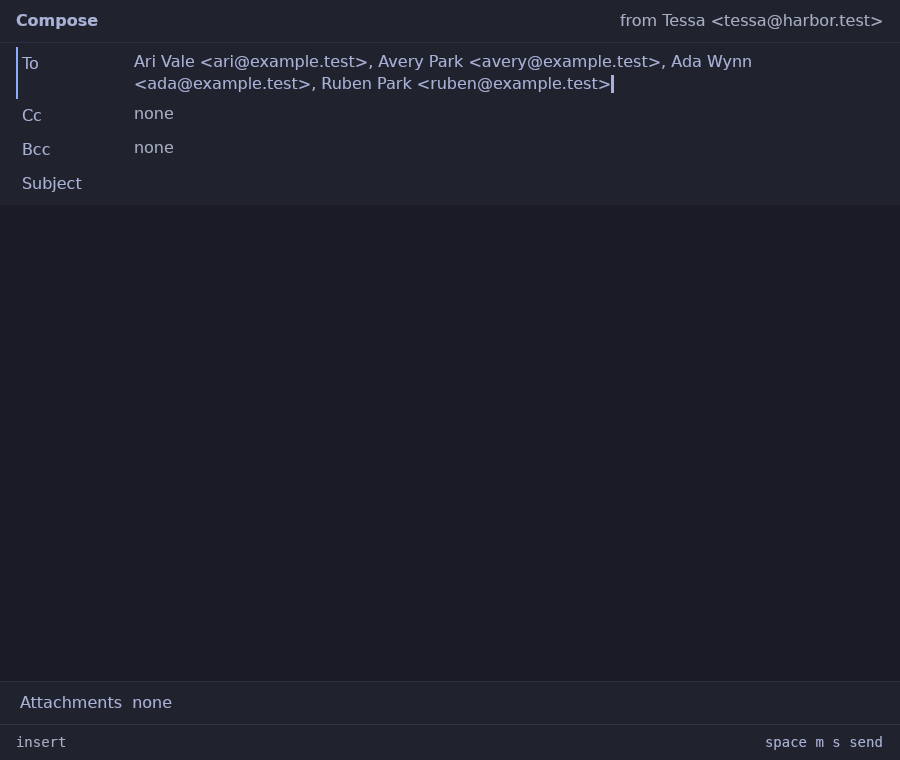 Compose
from Tessa <tessa@harbor.test>
To
Ari Vale <ari@example.test>, Avery Park <avery@example.test>, Ada Wynn
<ada@example.test>, Ruben Park <ruben@example.test>
Cc
none
Bcc
none
Subject
Attachments none
insert
space m s send